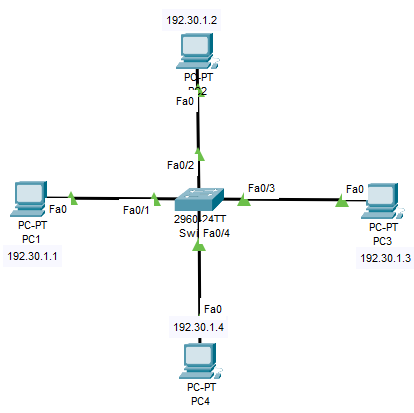 192.30.1.2
PC-PT
Fa0
Fa0/2
Fa0/3
Fa0
Fa0
Fa0/1
PC-PT
PC1
192.30.1.1
Fa0/4
PC-PT
PC3
192.30.1.3
Fa0
192.30.1.4
PC-PT
PC4